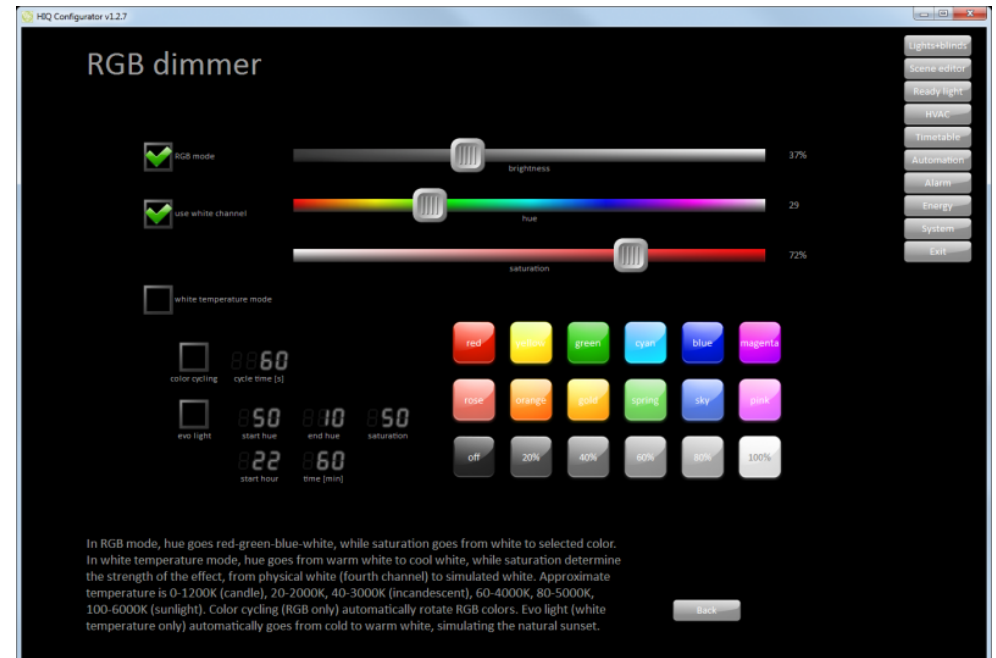 HIQ Configurator v1.2.7
RGB dimmer
Lights+blinds
Scene editor
Ready light
HVAC
Timetable
Automation
Alarm
Energy
System
Exit
RGB mode
37%
brightness
use white channel
29
hue
72%
saturation
white temperature mode
red yellow green cyan blue magenta
60
color cycling cycle time [s]
rose orange gold spring sky pink
50 10 50
evo light start hue end hue saturation
off 20% 40% 60% 80% 100%
22 60
start hour time [min]
In RGB mode, hue goes red-green-blue-white, while saturation goes from white to selected color.
In white temperature mode, hue goes from warm white to cool white, while saturation determine
the strength of the effect, from physical white (fourth channel) to simulated white. Approximate
temperature is 0-1200K (candle), 20-2000K, 40-3000K (incandescent), 60-4000K, 80-5000K,
100-6000K (sunlight). Color cycling (RGB only) automatically rotate RGB colors. Evo light (white
temperature only) automatically goes from cold to warm white, simulating the natural sunset.
Back